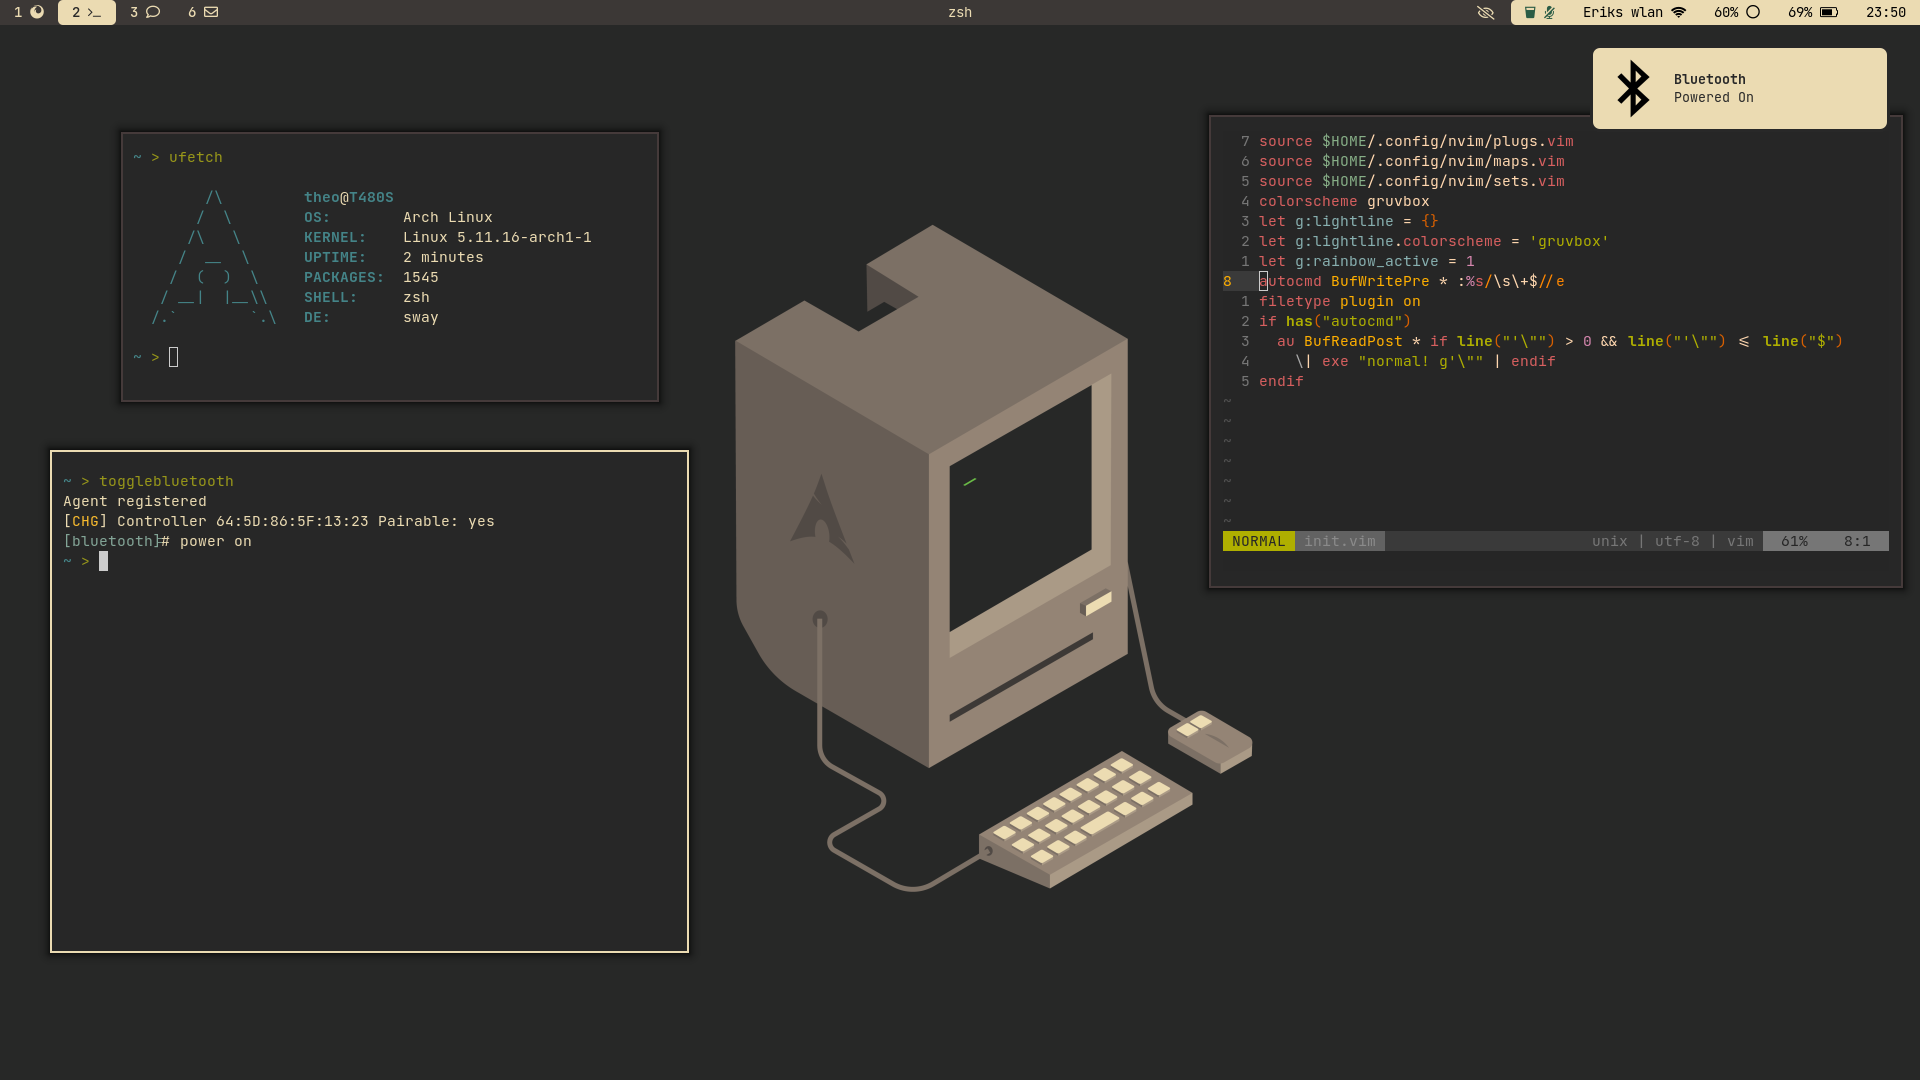 1 2 3 6 zsh Eriks wlan 60% 69% 23:50
Bluetooth
Powered On
~ > ufetch
theo@T480S
OS: Arch Linux
KERNEL: Linux 5.11.16-arch1-1
UPTIME: 2 minutes
PACKAGES: 1545
SHELL: zsh
DE: sway
~ >
~ > togglebluetooth
Agent registered
[CHG] Controller 64:5D:86:5F:13:23 Pairable: yes
[bluetooth]# power on
~ >
7 source $HOME/.config/nvim/plugs.vim
6 source $HOME/.config/nvim/maps.vim
5 source $HOME/.config/nvim/sets.vim
4 colorscheme gruvbox
3 let g:lightline = {}
2 let g:lightline.colorscheme = 'gruvbox'
1 let g:rainbow_active = 1
8 autocmd BufWritePre * :%s/\s\+$//e
1 filetype plugin on
2 if has("autocmd")
3 au BufReadPost * if line("'\"") > 0 && line("'\"") <= line("$")
4 \| exe "normal! g'\"" | endif
5 endif
~
~
~
~
~
~
~
NORMAL init.vim unix | utf-8 | vim 61% 8:1